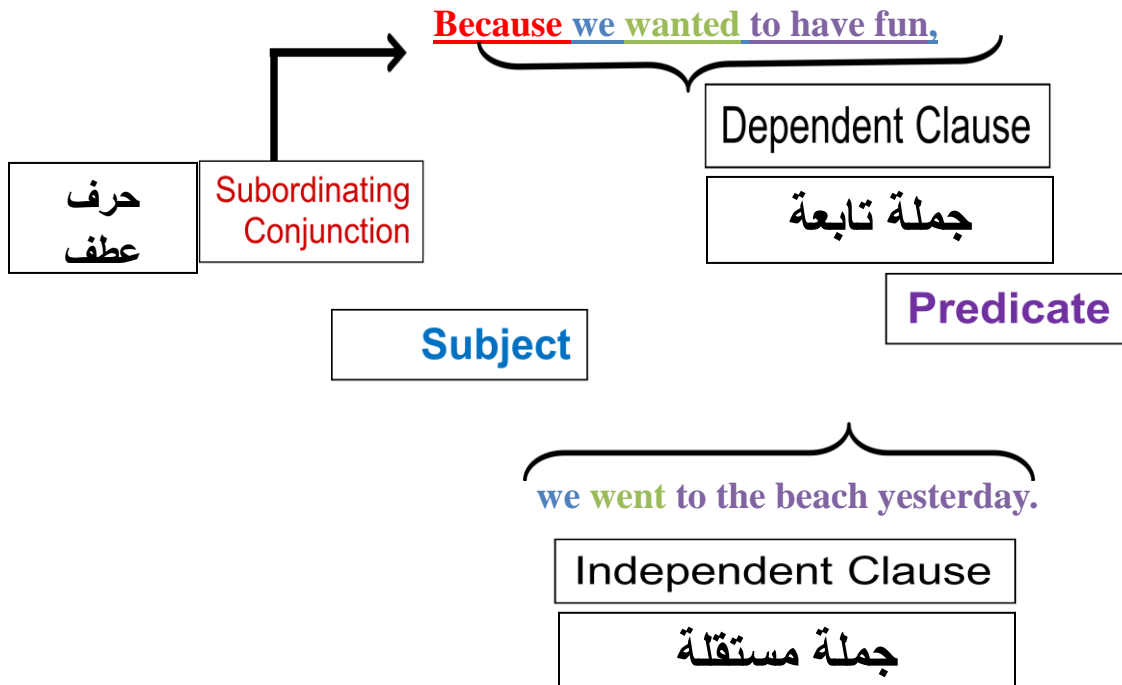 Because we wanted to have fun,
Dependent Clause
حرف
عطف
Subordinating
Conjunction
جملة تابعة
Predicate
Subject
we went to the beach yesterday.
Independent Clause
جملة مستقلة